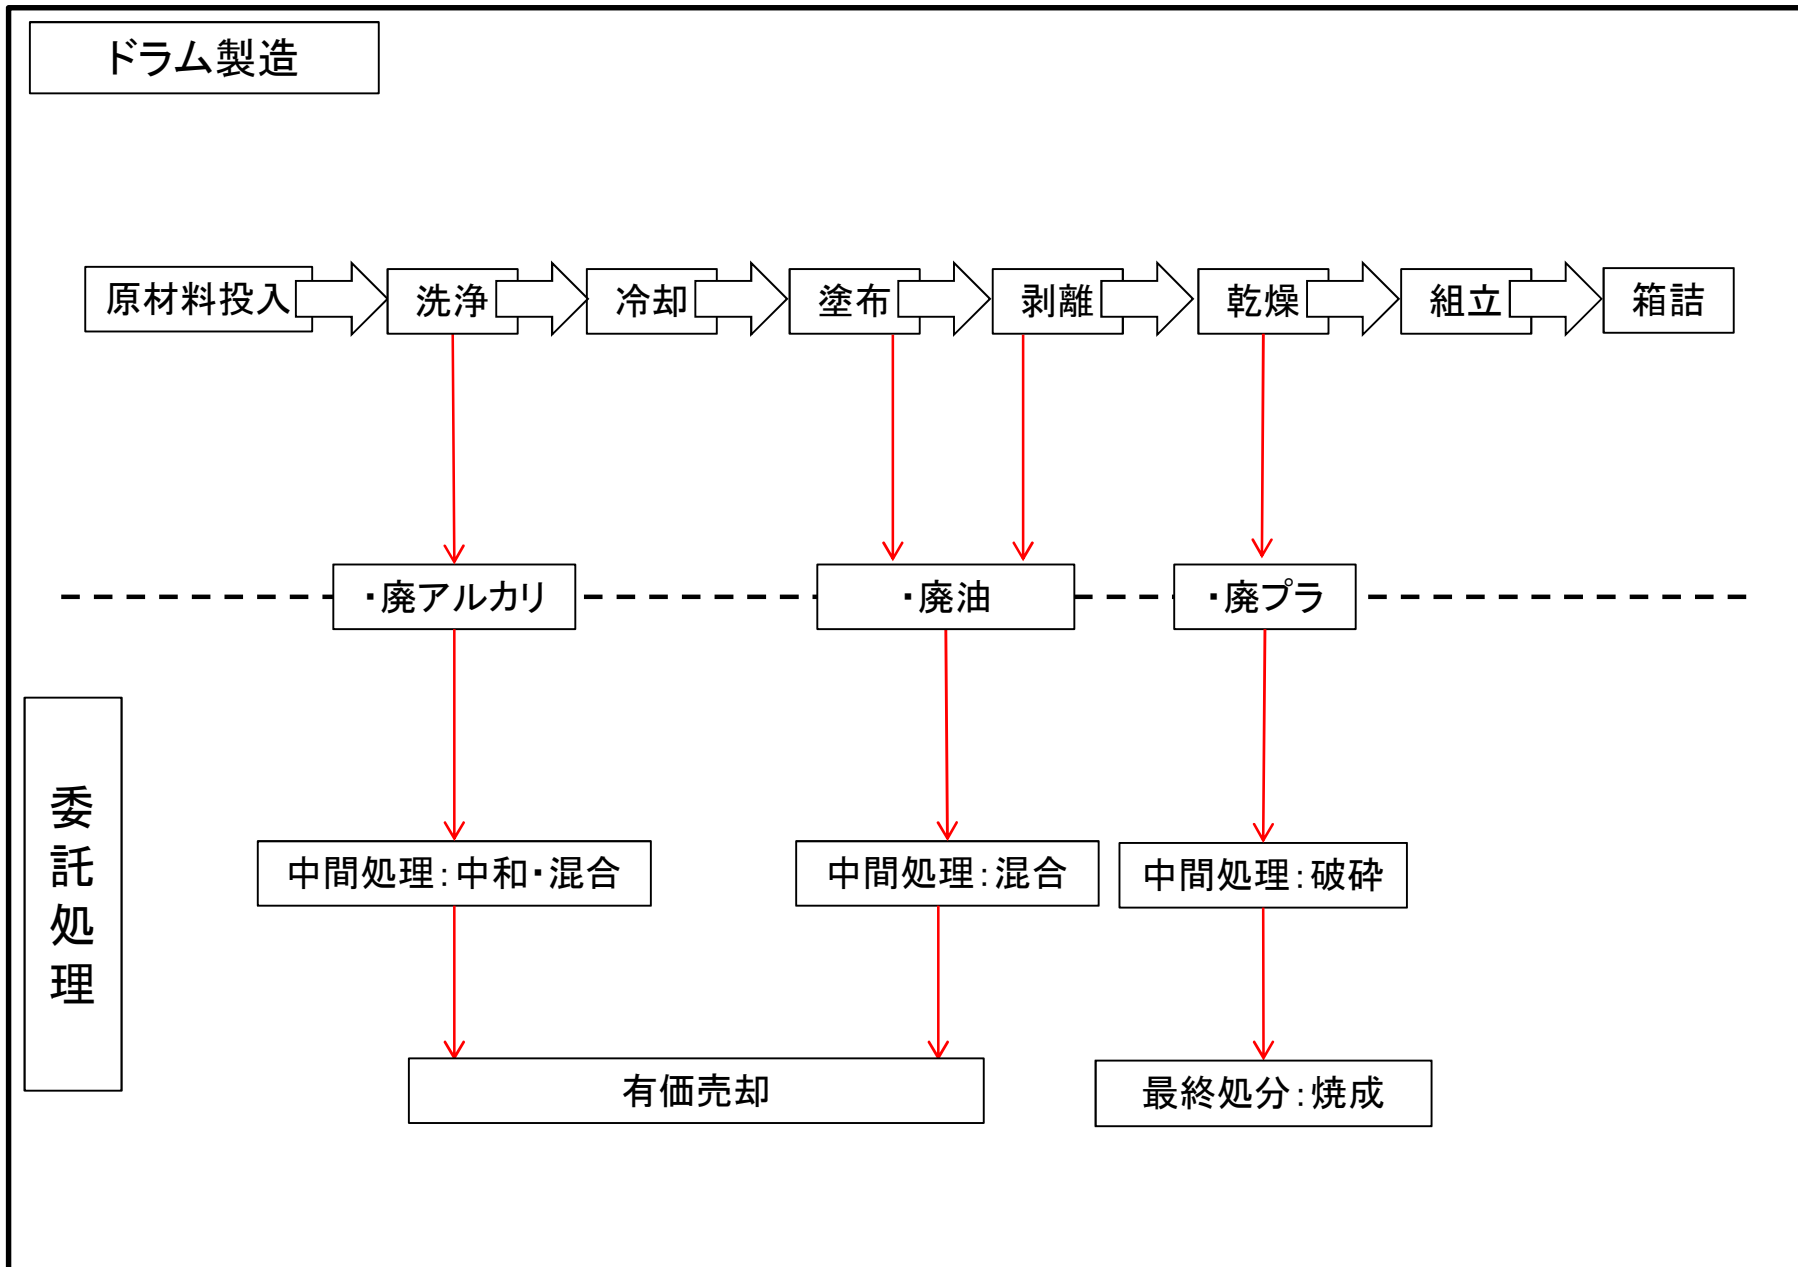 ドラム製造
原材料投入
洗浄
冷却
塗布
剥離
乾燥
組立
箱詰
・廃アルカリ
・廃油
・廃プラ
委託処理
中間処理:中和・混合
中間処理:混合
中間処理:破砕
有価売却
最終処分:焼成